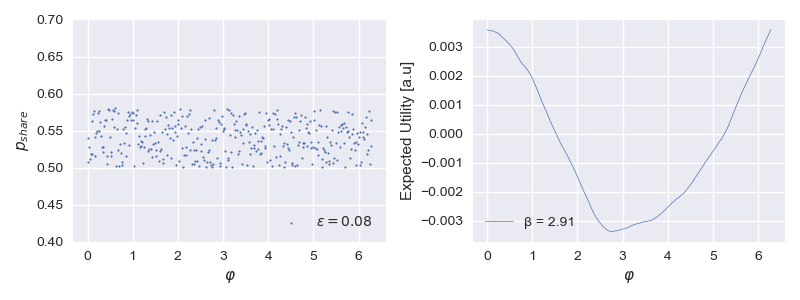 0.70
0.65
0.60
0.55
0.50
0.45
0.40
p_share
ε = 0.08
0 1 2 3 4 5 6
φ
0.003
0.002
0.001
0.000
−0.001
−0.002
−0.003
Expected Utility [a.u]
β = 2.91
0 1 2 3 4 5 6
φ